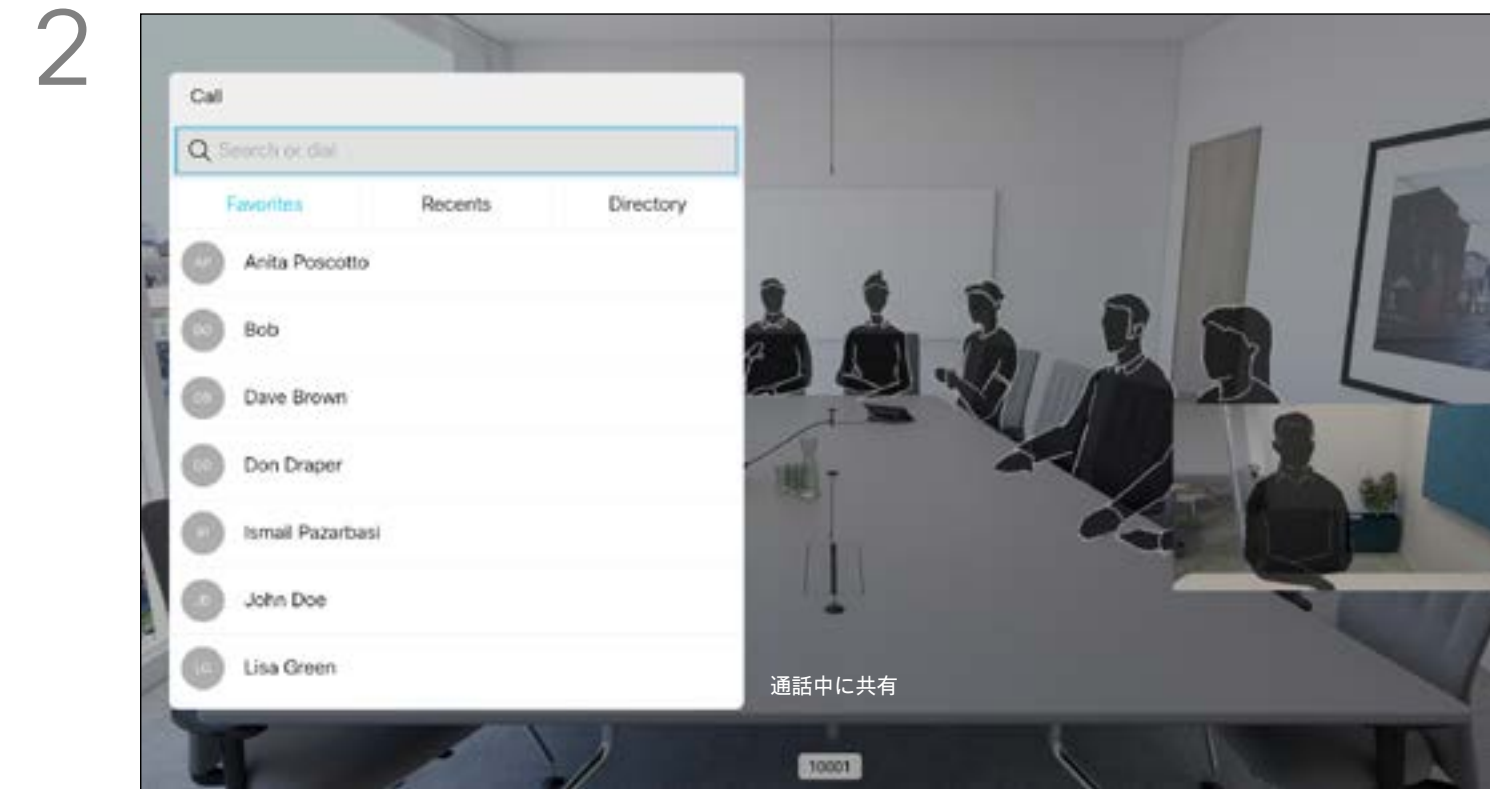 2
Call
Search or dial
Favorites Recents Directory
Anita Poscotto
Bob
Dave Brown
Don Draper
Ismail Pazarbasi
John Doe
Lisa Green
通話中に共有
10001